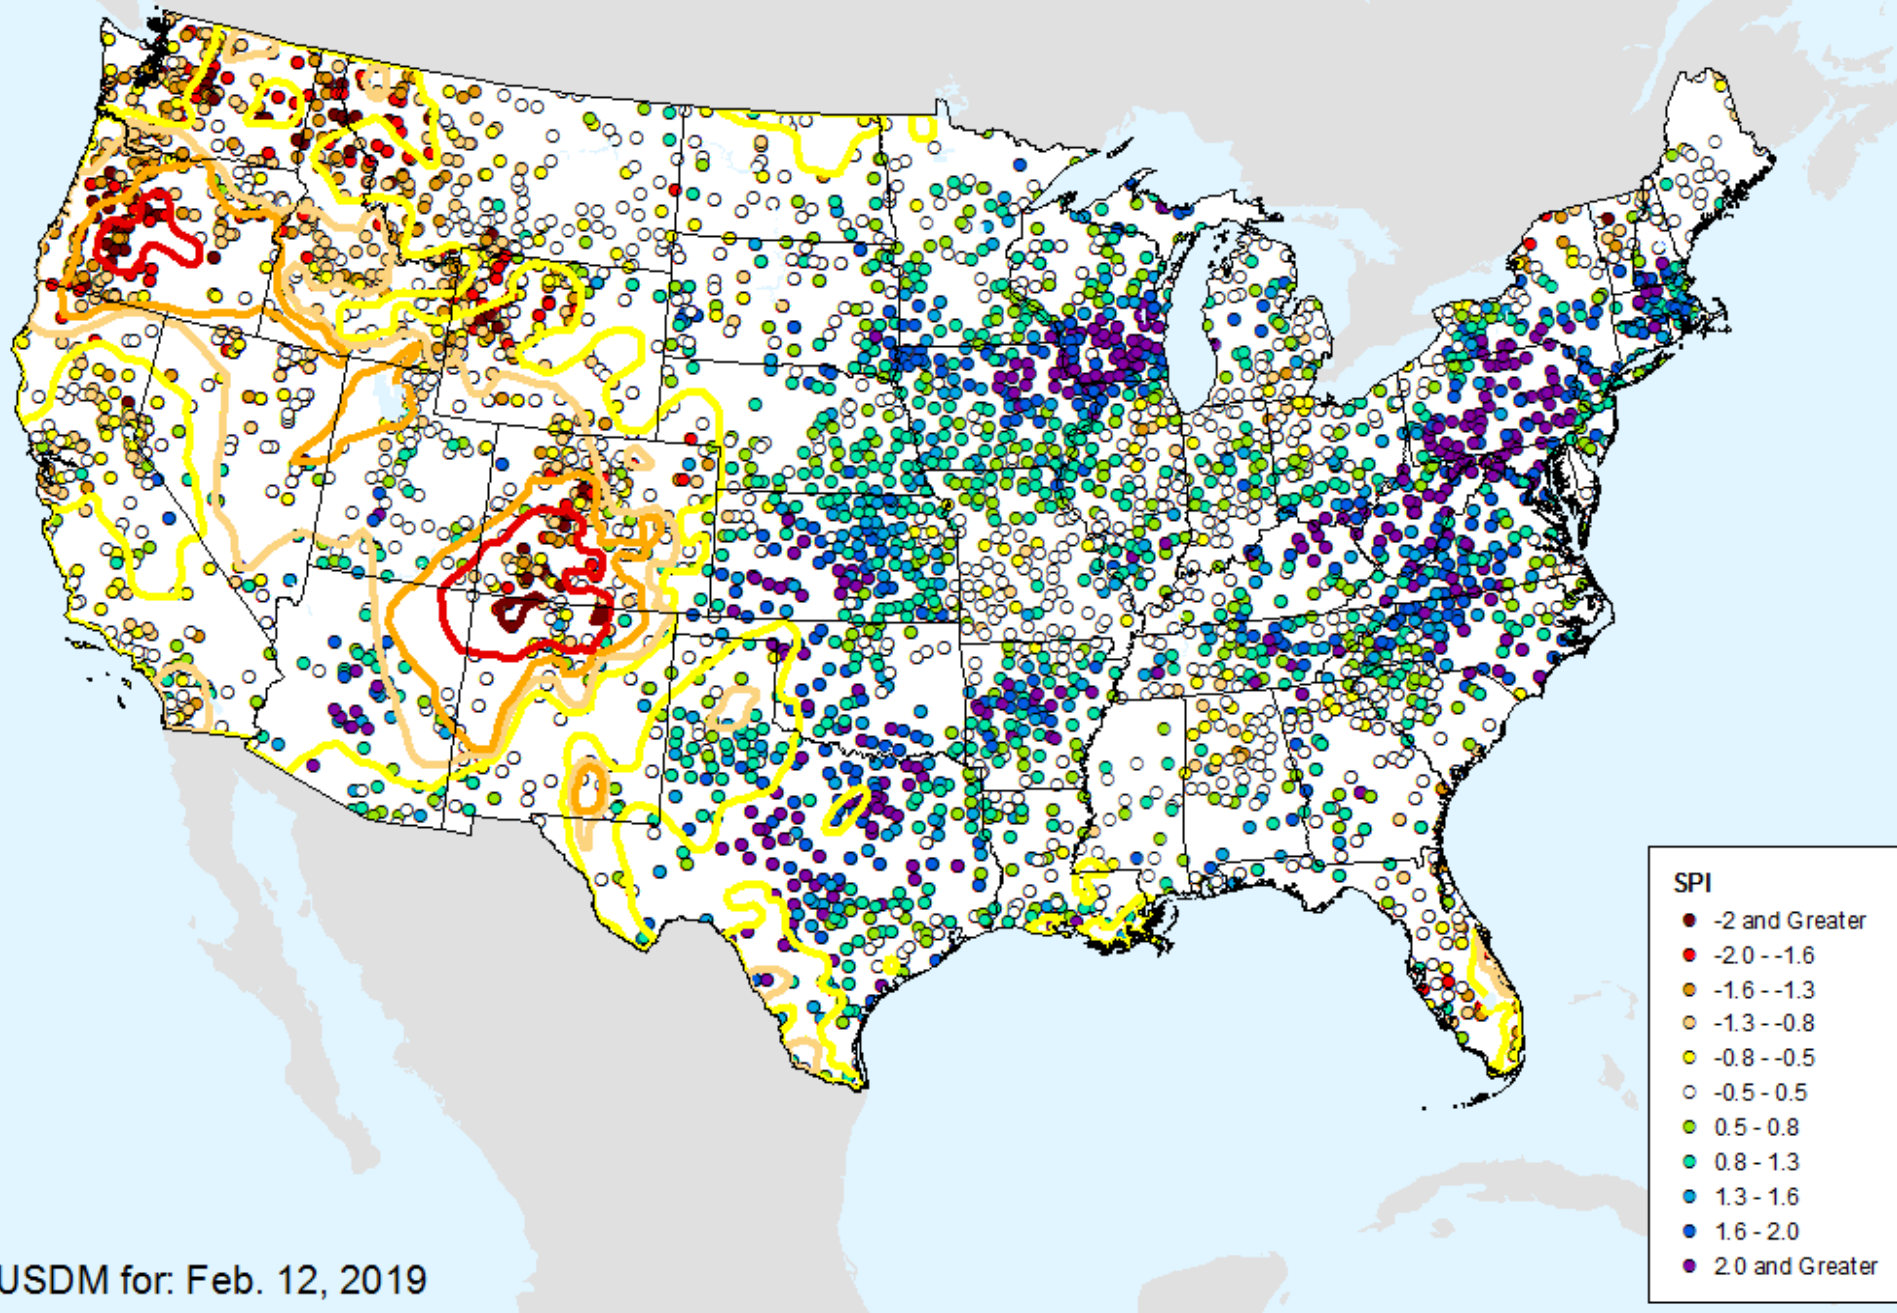 SPI
-2 and Greater
-2.0 - -1.6
-1.6 - -1.3
-1.3 - -0.8
-0.8 - -0.5
-0.5 - 0.5
0.5 - 0.8
0.8 - 1.3
1.3 - 1.6
1.6 - 2.0
2.0 and Greater
USDM for: Feb. 12, 2019